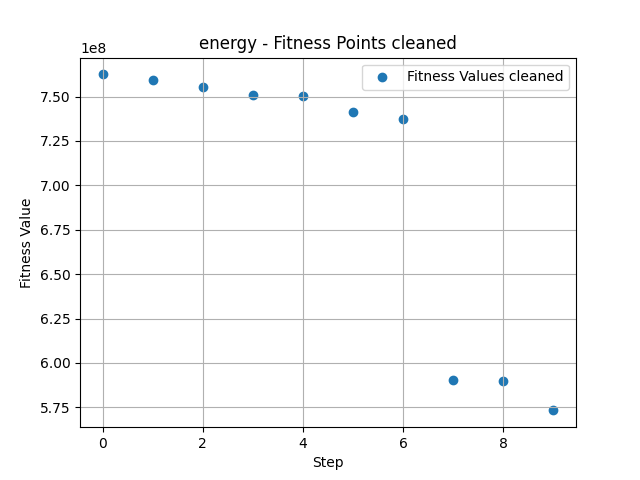 energy - Fitness Points cleaned
1e8
Fitness Values cleaned
7.50
7.25
7.00
6.75
6.50
6.25
6.00
5.75
Fitness Value
0 2 4 6 8
Step